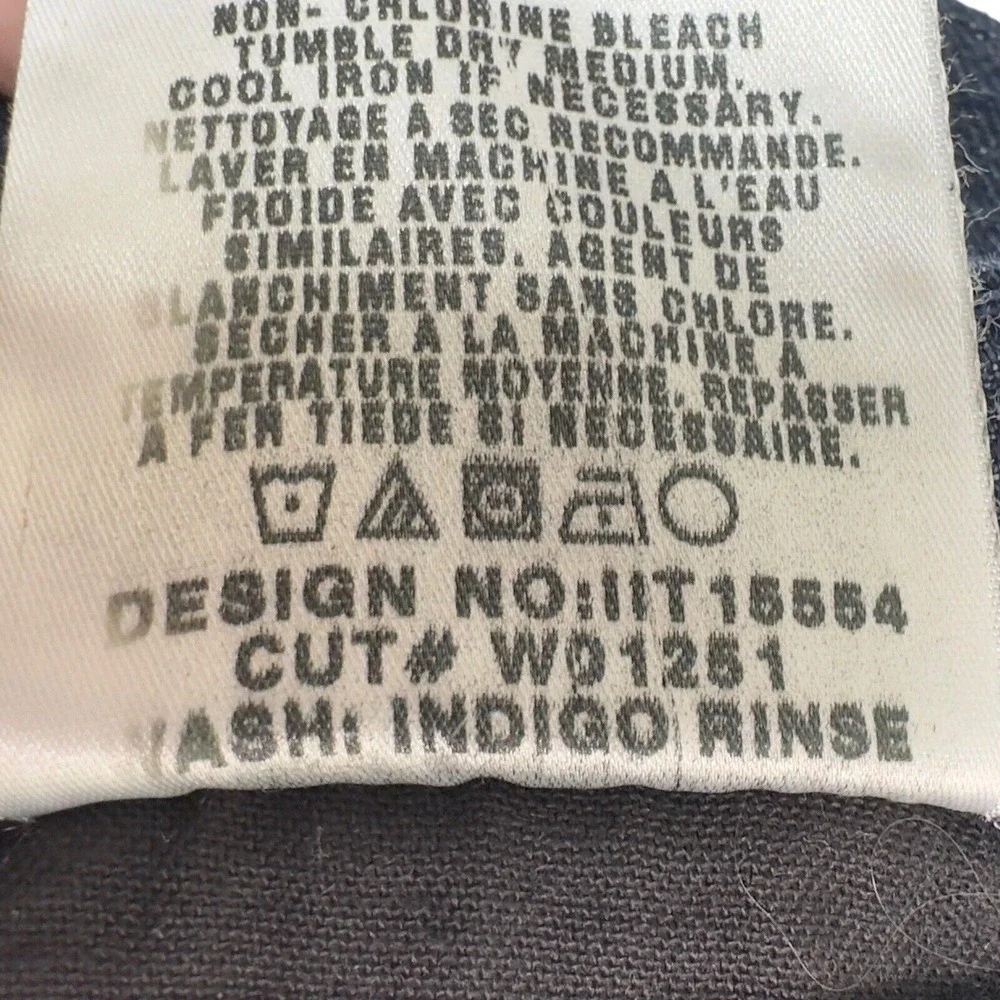 NON- CHLORINE BLEACH
TUMBLE DRY MEDIUM.
COOL IRON IF NECESSARY.
NETTOYAGE A SEC RECOMMANDE.
LAVER EN MACHINE A L'EAU
FROIDE AVEC COULEURS
SIMILAIRES. AGENT DE
BLANCHIMENT SANS CHLORE.
SECHER A LA MACHINE A
TEMPERATURE MOYENNE. REPASSER
A FER TIEDE SI NECESSAIRE.
DESIGN NO:IIT15554
CUT# W01251
WASH: INDIGO RINSE